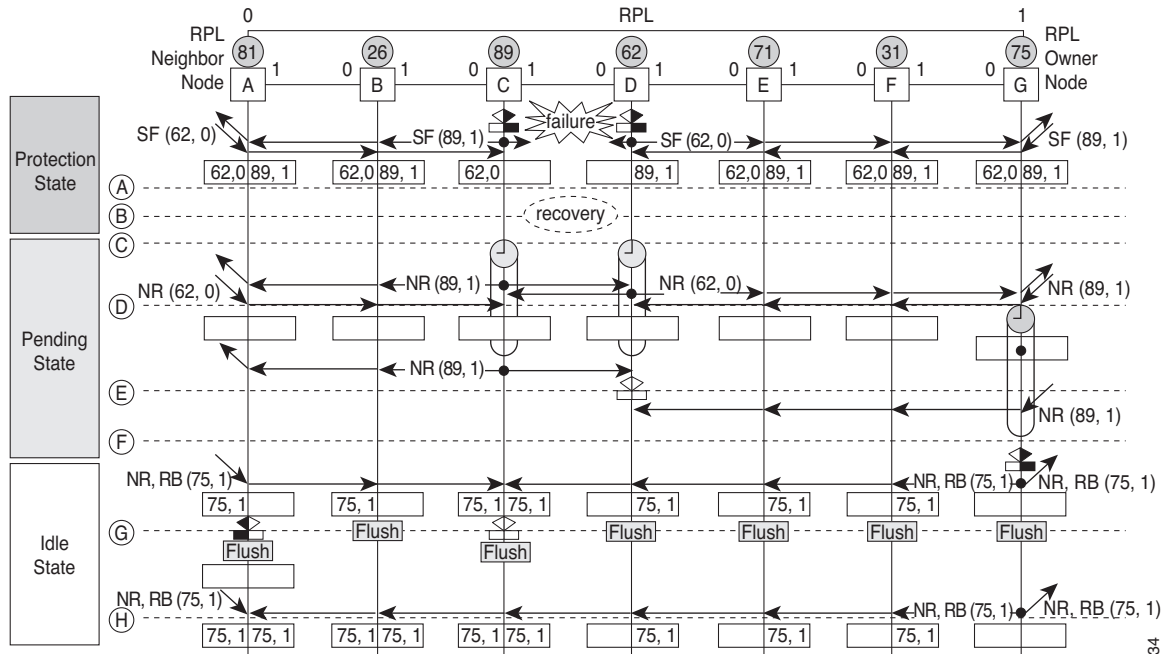 0 RPL 1
RPL Neighbor Node
81 26 89 62 71 31 75
RPL Owner Node
A 1 0 B 1 0 C 1 0 D 1 0 E 1 0 F 1 0 G
failure
SF (62, 0) SF (89, 1) SF (62, 0) SF (89, 1)
Protection State
62,0 89, 1 62,0 89, 1 62,0 89, 1 62,0 89, 1 62,0 89, 1 62,0 89, 1
A
B
recovery
C
NR (62, 0) NR (89, 1) NR (62, 0) NR (89, 1)
D
Pending State
NR (89, 1)
E
NR (89, 1)
F
NR, RB (75, 1) NR, RB (75, 1) NR, RB (75, 1)
75, 1 75, 1 75, 1 75, 1 75, 1 75, 1 75, 1
G
Flush Flush Flush Flush Flush Flush Flush
Idle State
NR, RB (75, 1) NR, RB (75, 1) NR, RB (75, 1)
H
75, 1 75, 1 75, 1 75, 1 75, 1 75, 1 75, 1 75, 1 75, 1
34